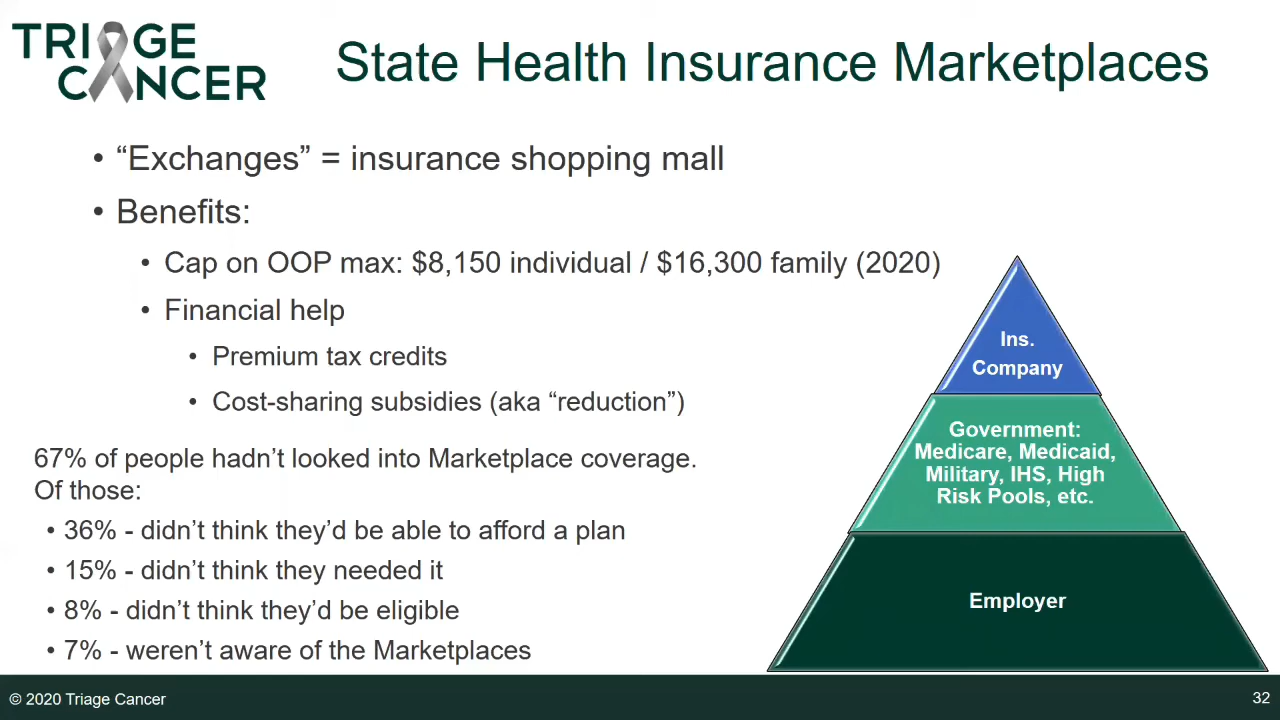 TRIAGE
CANCER
State Health Insurance Marketplaces
• “Exchanges” = insurance shopping mall
• Benefits:
• Cap on OOP max: $8,150 individual / $16,300 family (2020)
• Financial help
• Premium tax credits
• Cost-sharing subsidies (aka “reduction”)
67% of people hadn’t looked into Marketplace coverage.
Of those:
• 36% - didn’t think they’d be able to afford a plan
• 15% - didn’t think they needed it
• 8% - didn’t think they’d be eligible
• 7% - weren’t aware of the Marketplaces
Ins.
Company
Government:
Medicare, Medicaid,
Military, IHS, High
Risk Pools, etc.
Employer
© 2020 Triage Cancer
32